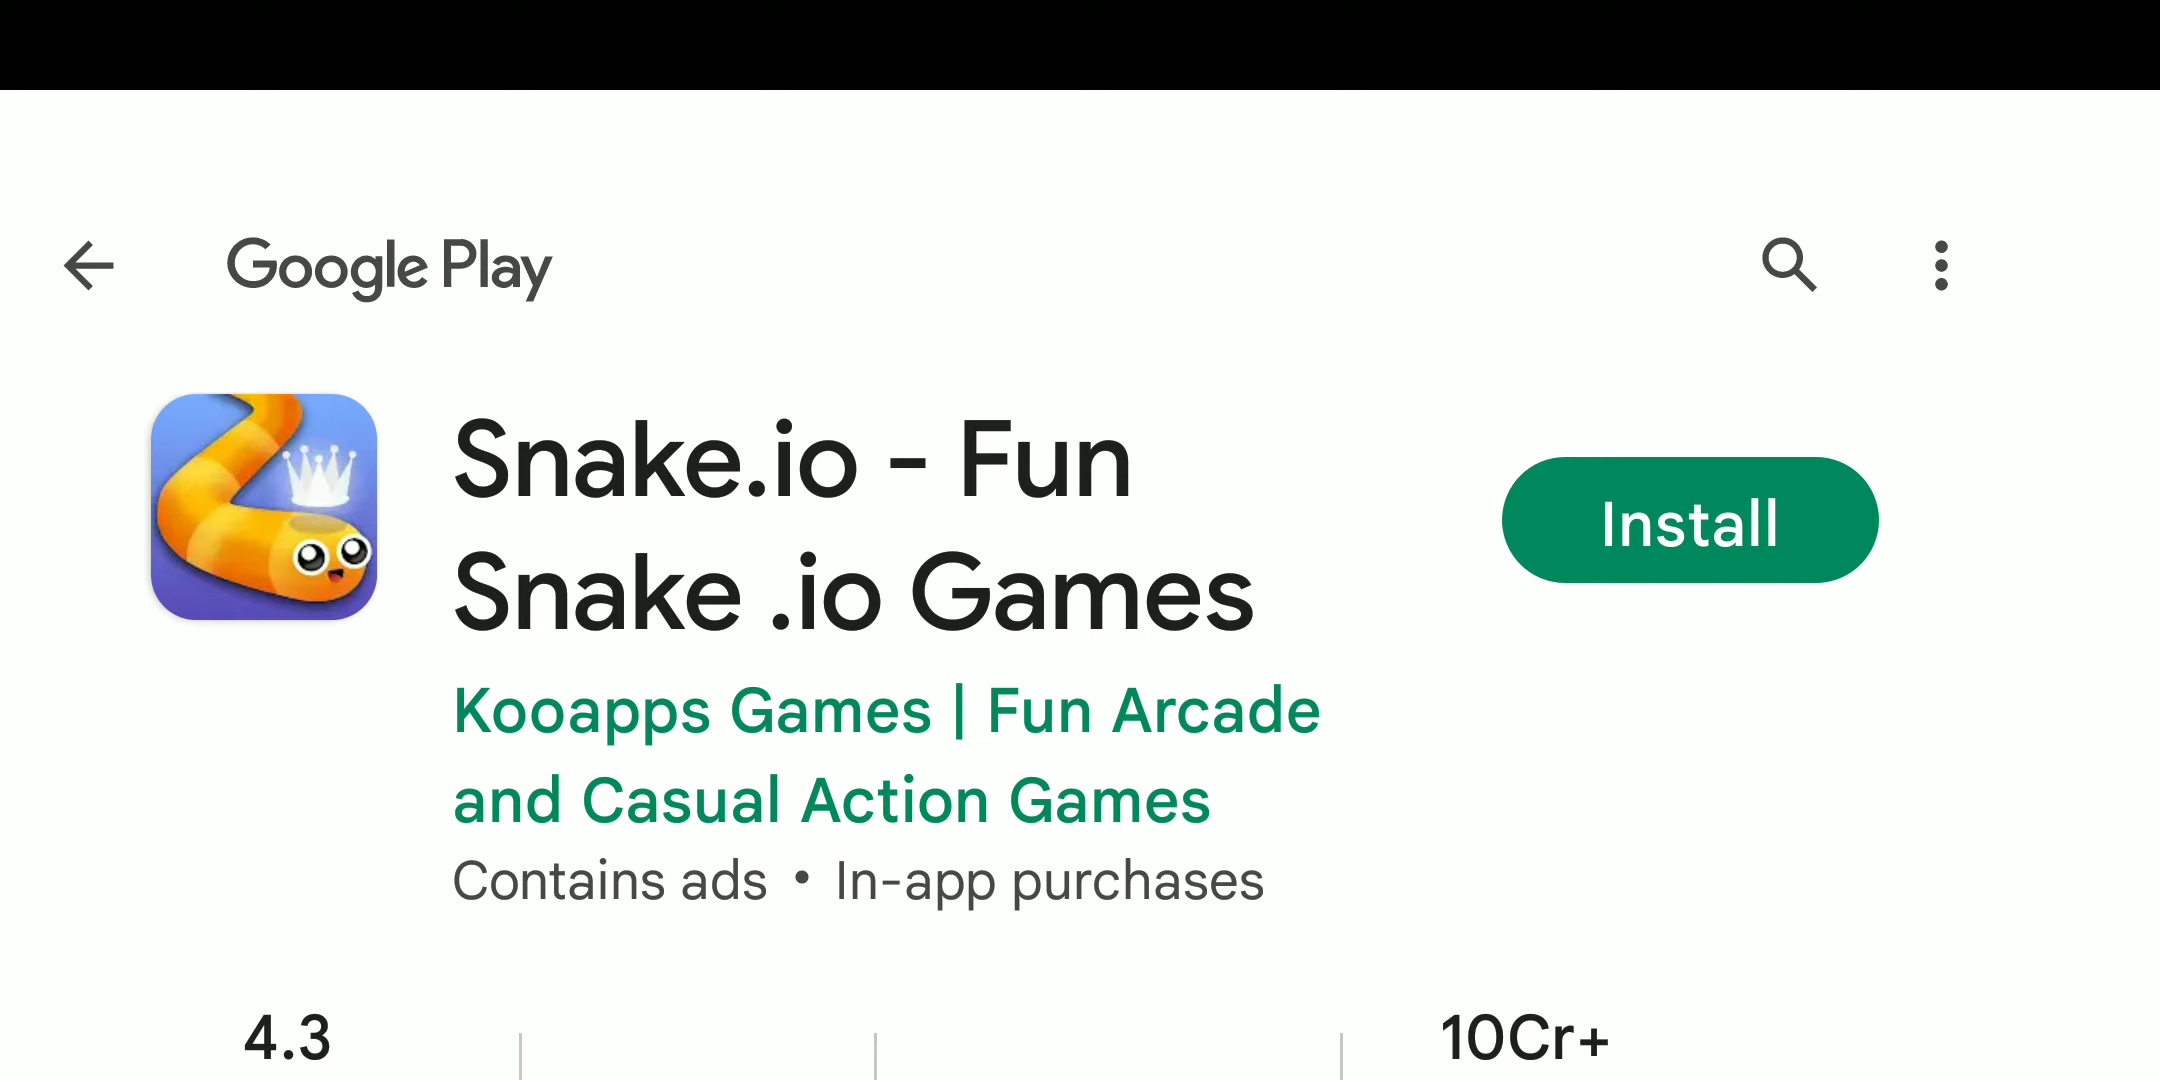 Google Play
Snake.io - Fun
Snake .io Games
Install
Kooapps Games | Fun Arcade
and Casual Action Games
Contains ads • In-app purchases
4.3
10Cr+